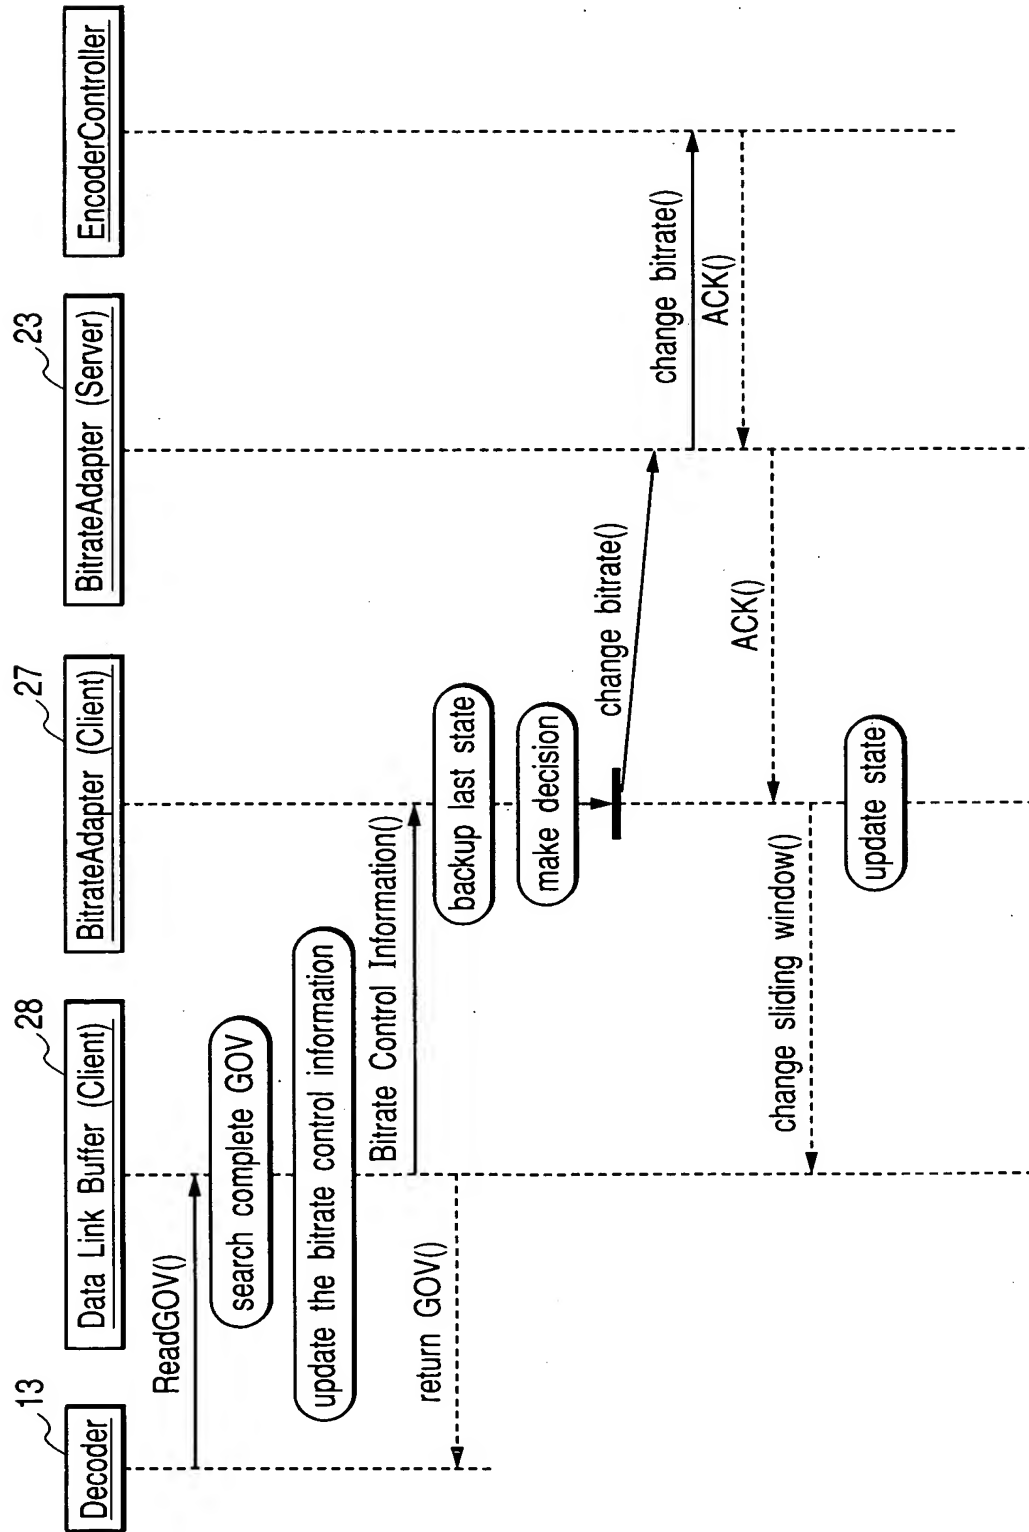 13
Decoder
28
Data Link Buffer (Client)
27
BitrateAdapter (Client)
23
BitrateAdapter (Server)
EncoderController
ReadGOV()
search complete GOV
update the bitrate control information
Bitrate Control Information()
return GOV()
backup last state
make decision
change bitrate()
change bitrate()
ACK()
ACK()
change sliding window()
update state